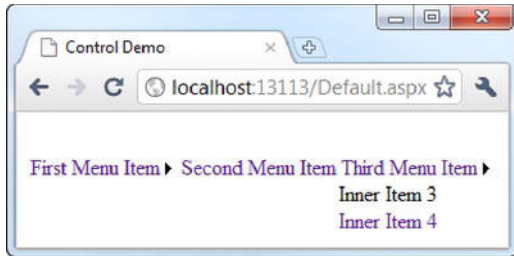 Control Demo
localhost:13113/Default.aspx
First Menu Item Second Menu Item Third Menu Item
Inner Item 3
Inner Item 4